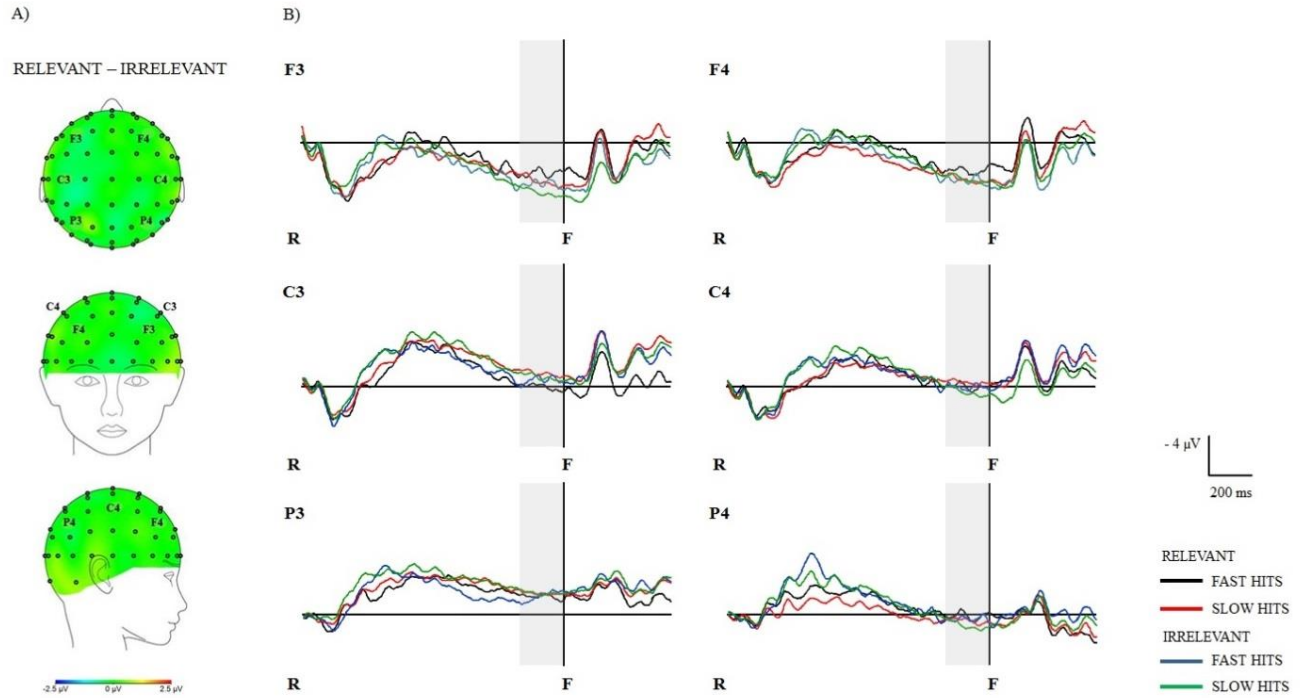 A)
B)
RELEVANT – IRRELEVANT
F3
F4
F3 F4
C3 C4
P3 P4
R F
R F
C3
C4
C4 C3
F4 F3
R F
R F
P3
P4
C4
P4 F4
R F
R F
-2.5 µV 0 µV 2.5 µV
- 4 µV
200 ms
RELEVANT
FAST HITS
SLOW HITS
IRRELEVANT
FAST HITS
SLOW HITS